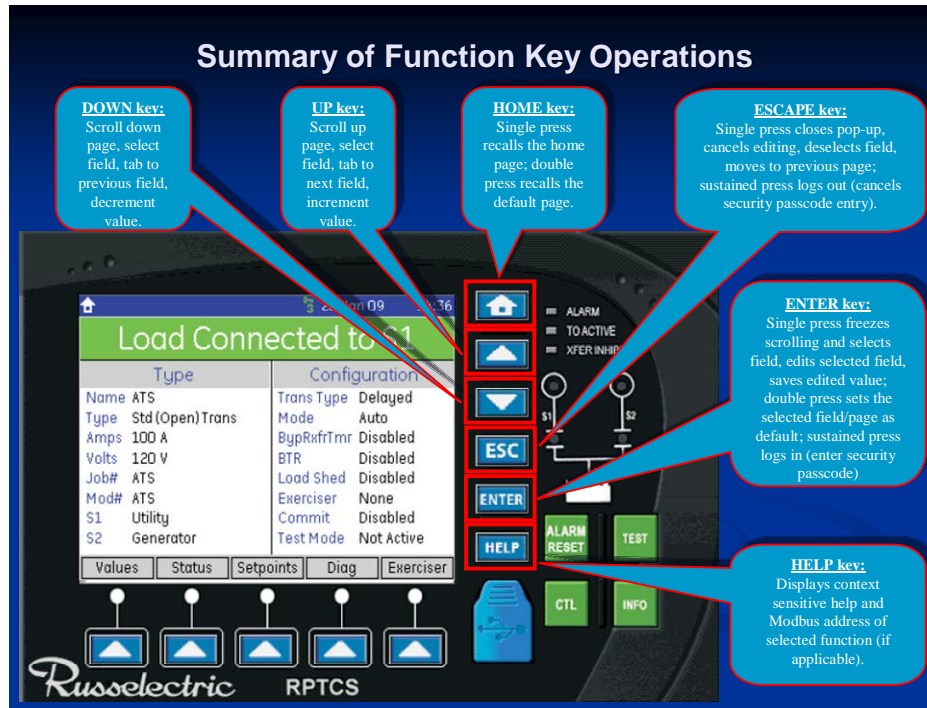 Summary of Function Key Operations
DOWN key:
Scroll down
page, select
field, tab to
previous field,
decrement
value.
UP key:
Scroll up
page, select
field, tab to
next field,
increment
value.
HOME key:
Single press
recalls the home
page; double
press recalls the
default page.
ESCAPE key:
Single press closes pop-up,
cancels editing, deselects field,
moves to previous page;
sustained press logs out (cancels
security passcode entry).
ENTER key:
Single press freezes
scrolling and selects
field, edits selected field,
saves edited value;
double press sets the
selected field/page as
default; sustained press
logs in (enter security
passcode)
HELP key:
Displays context
sensitive help and
Modbus address of
selected function (if
applicable).
09
Load Connected to S1
Type
Name ATS
Type Std (Open) Trans
Amps 100 A
Volts 120 V
Job# ATS
Mod# ATS
S1 Utility
S2 Generator
Configuration
Trans Type Delayed
Mode Auto
BypRxfrTmr Disabled
BTR Disabled
Load Shed Disabled
Exerciser None
Commit Disabled
Test Mode Not Active
Values Status Setpoints Diag Exerciser
ESC
ENTER
HELP
ALARM
TO ACTIVE
XFER INHIB
S1 S2
ALARM
RESET
TEST
CTL
INFO
Russelectric RPTCS